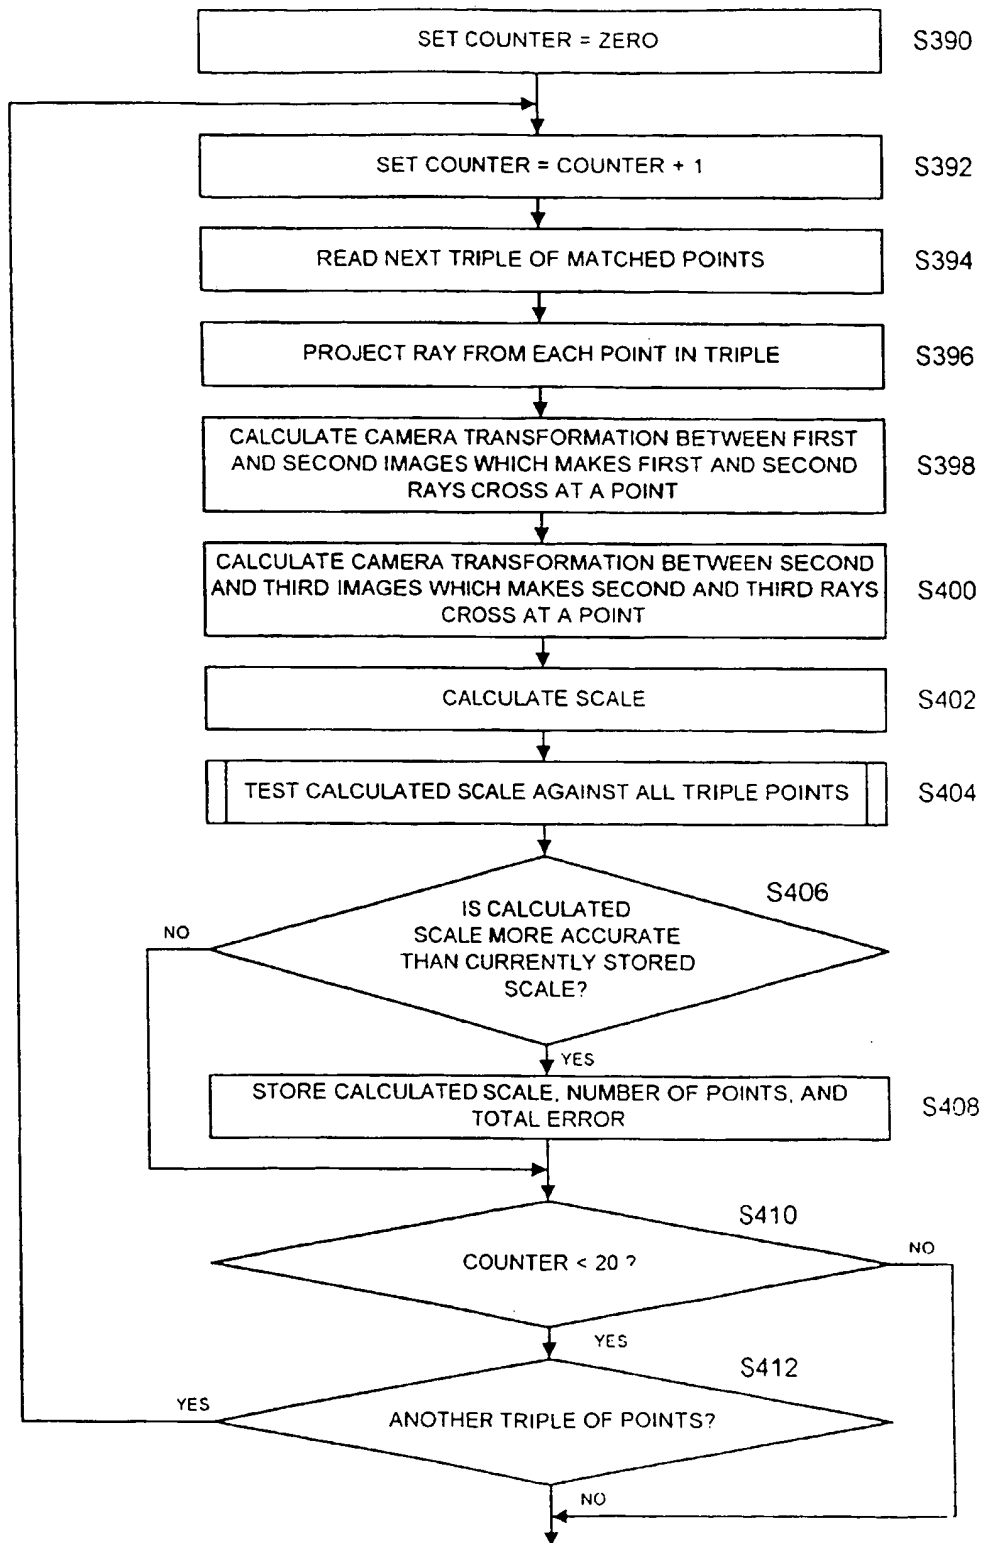 SET COUNTER = ZERO
S390
SET COUNTER = COUNTER + 1
S392
READ NEXT TRIPLE OF MATCHED POINTS
S394
PROJECT RAY FROM EACH POINT IN TRIPLE
S396
CALCULATE CAMERA TRANSFORMATION BETWEEN FIRST
AND SECOND IMAGES WHICH MAKES FIRST AND SECOND
RAYS CROSS AT A POINT
S398
CALCULATE CAMERA TRANSFORMATION BETWEEN SECOND
AND THIRD IMAGES WHICH MAKES SECOND AND THIRD RAYS
CROSS AT A POINT
S400
CALCULATE SCALE
S402
TEST CALCULATED SCALE AGAINST ALL TRIPLE POINTS
S404
S406
IS CALCULATED
SCALE MORE ACCURATE
THAN CURRENTLY STORED
SCALE?
NO
YES
STORE CALCULATED SCALE, NUMBER OF POINTS, AND
TOTAL ERROR
S408
S410
COUNTER < 20 ?
NO
YES
S412
ANOTHER TRIPLE OF POINTS?
YES
NO